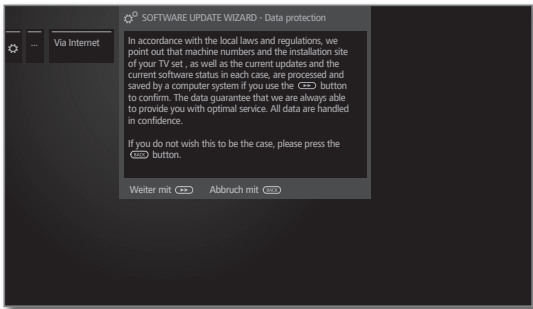 SOFTWARE UPDATE WIZARD - Data protection
... Via Internet
In accordance with the local laws and regulations, we
point out that machine numbers and the installation site
of your TV set , as well as the current updates and the
current software status in each case, are processed and
saved by a computer system if you use the button
to confirm. The data guarantee that we are always able
to provide you with optimal service. All data are handled
in confidence.
If you do not wish this to be the case, please press the
BACK button.
Weiter mit Abbruch mit BACK